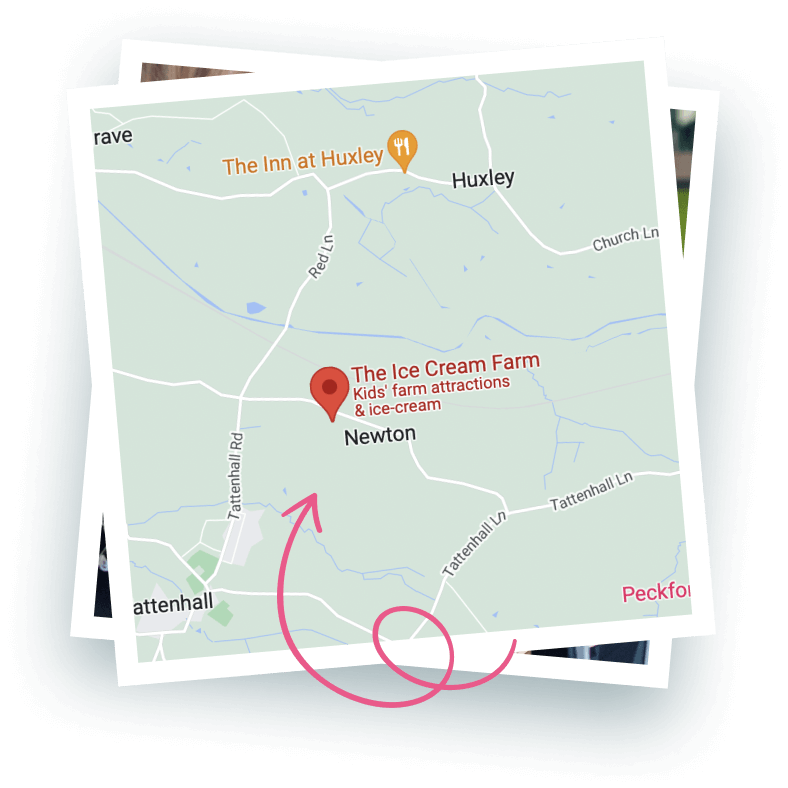 rave
The Inn at Huxley
Huxley
Church Ln
Red Ln
The Ice Cream Farm
Kids' farm attractions
& ice-cream
Newton
Tattenhall Rd
Tattenhall Ln
Tattenhall Ln
Peckfor
attenhall